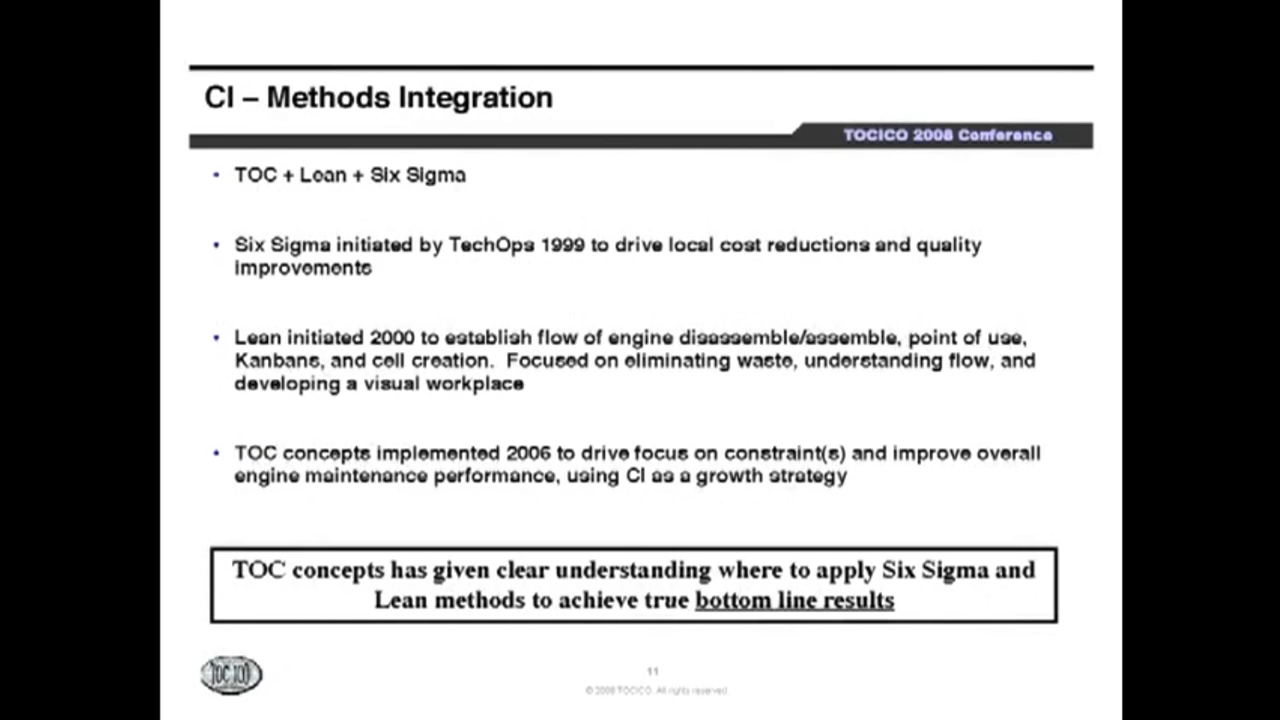 CI – Methods Integration
TOCICO 2008 Conference
• TOC + Lean + Six Sigma
• Six Sigma initiated by TechOps 1999 to drive local cost reductions and quality
improvements
• Lean initiated 2000 to establish flow of engine disassemble/assemble, point of use,
Kanbans, and cell creation. Focused on eliminating waste, understanding flow, and
developing a visual workplace
• TOC concepts implemented 2006 to drive focus on constraint(s) and improve overall
engine maintenance performance, using CI as a growth strategy
TOC concepts has given clear understanding where to apply Six Sigma and
Lean methods to achieve true bottom line results
TOC ICO
11
© 2008 TOCICO. All rights reserved.